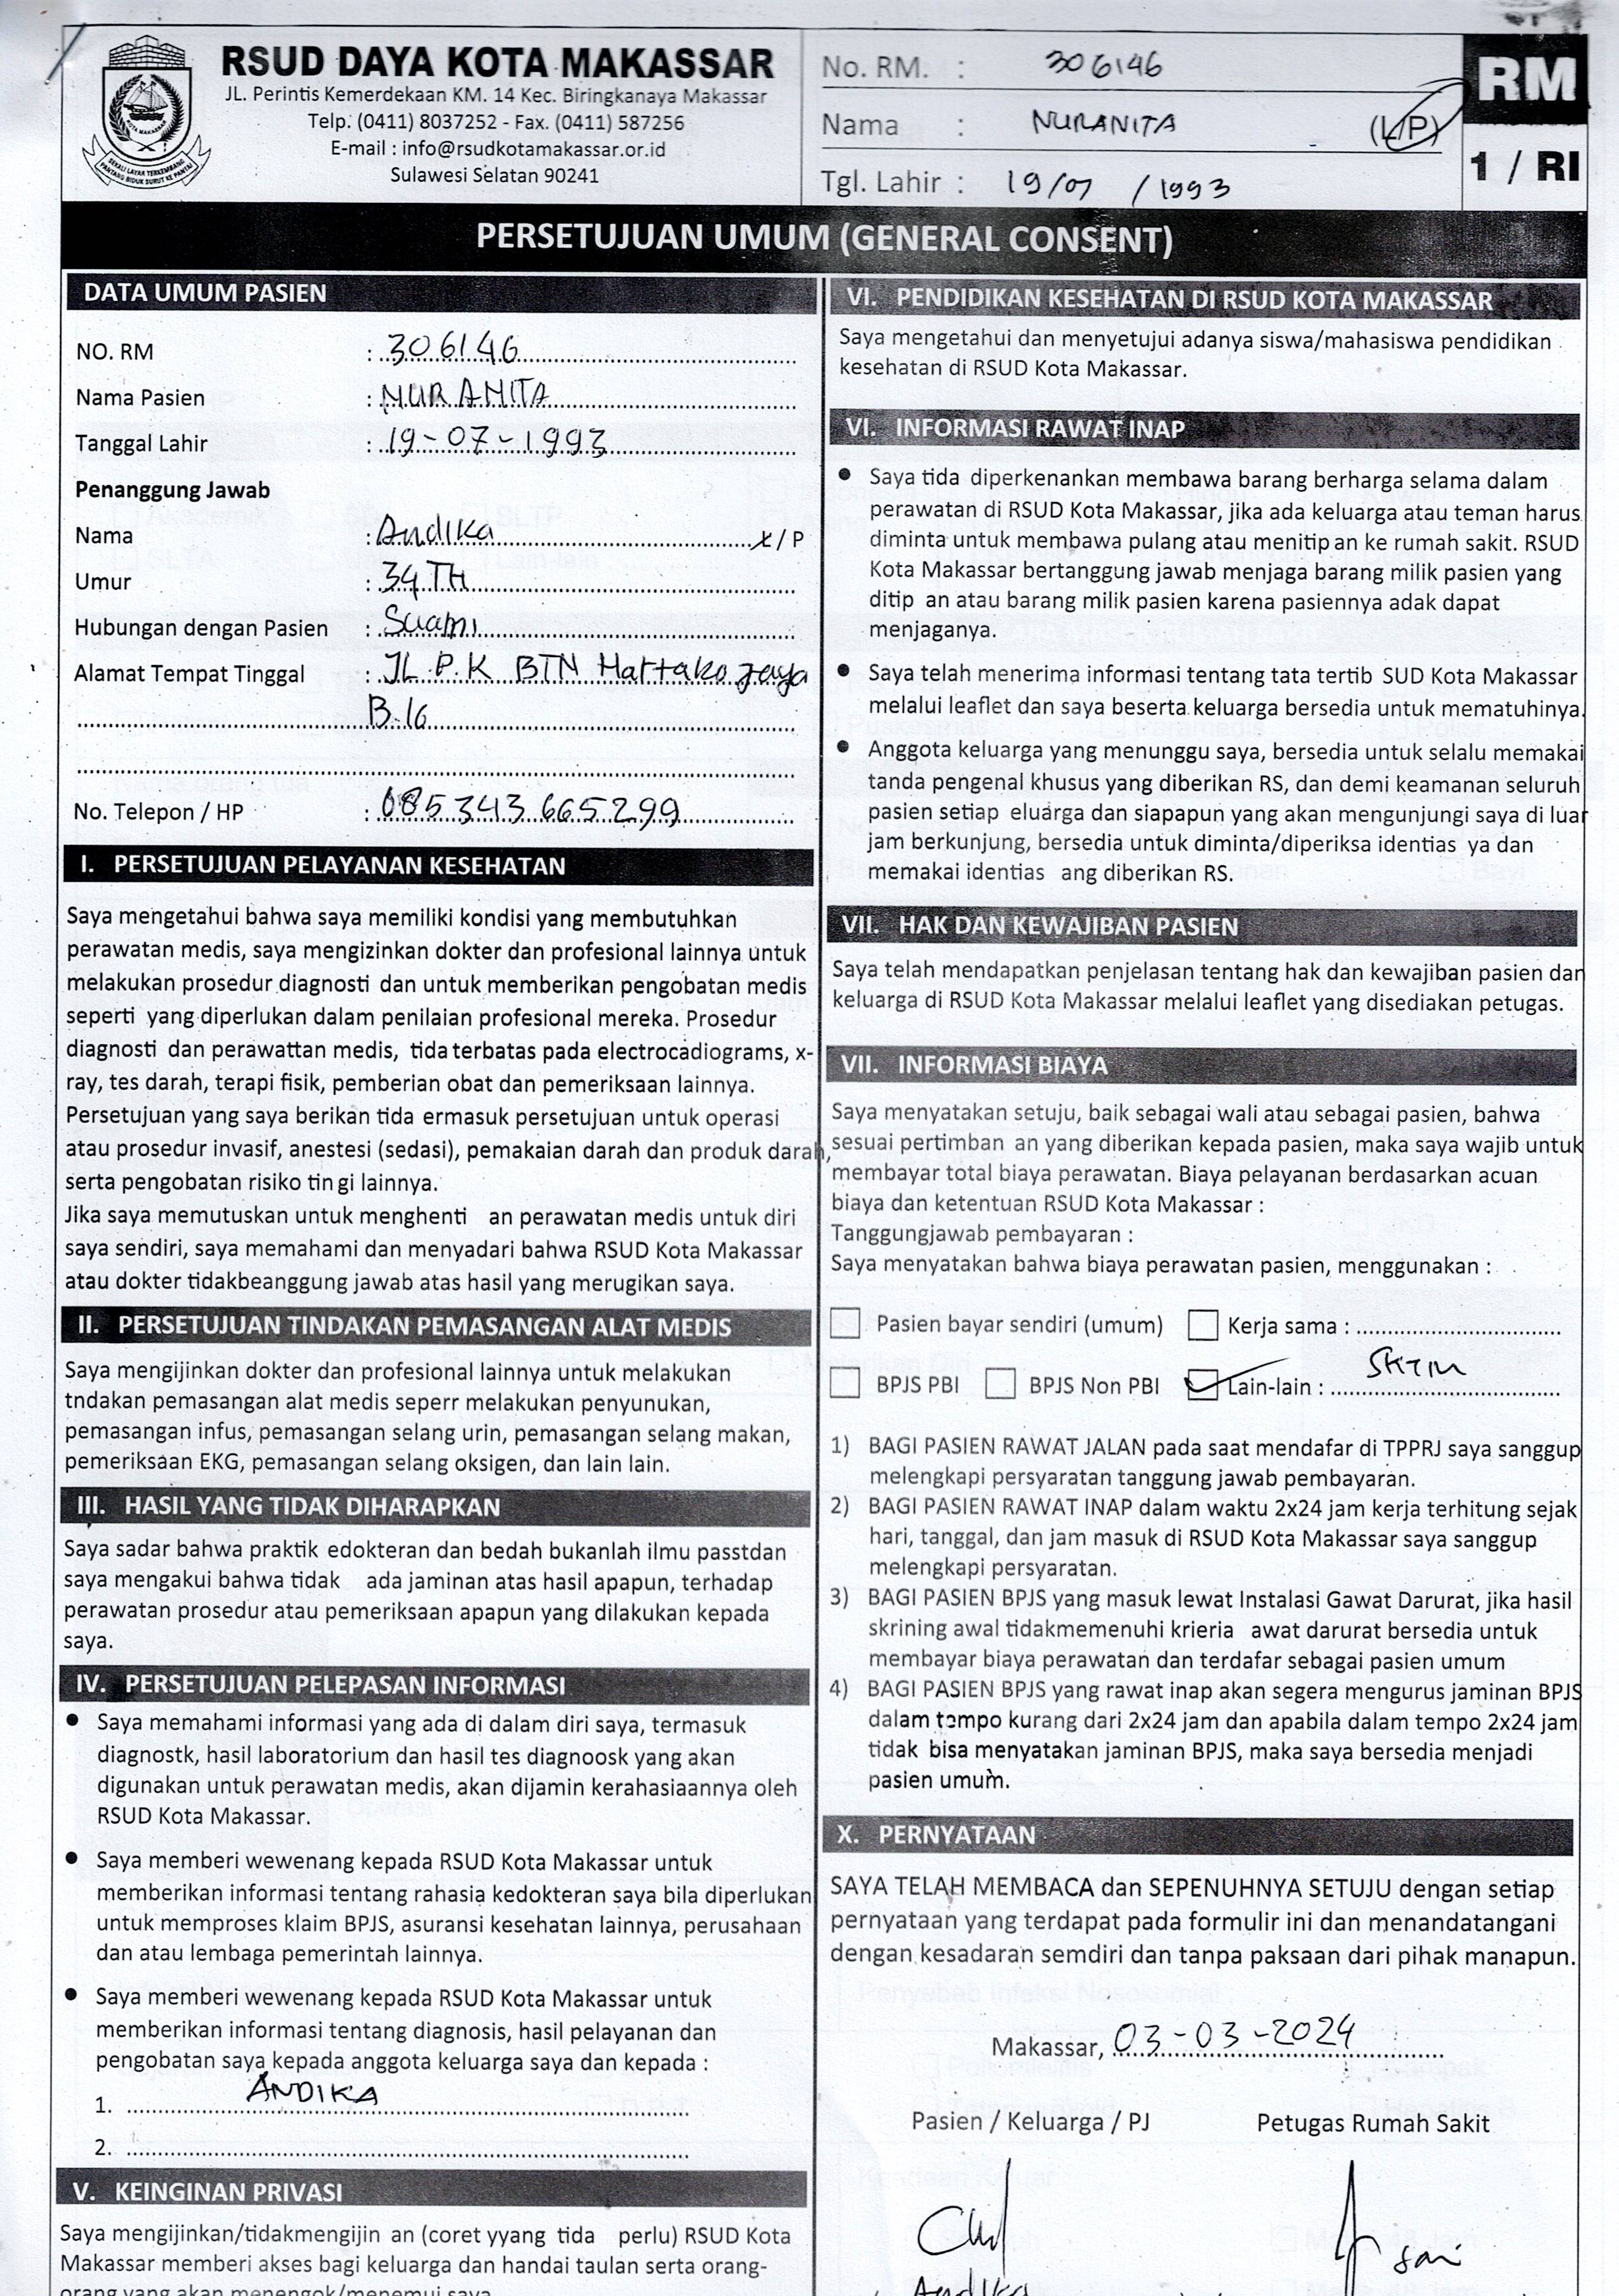 RSUD DAYA KOTA MAKASSAR
JL. Perintis Kemerdekaan KM. 14 Kec. Biringkanaya Makassar
Telp. (0411) 8037252 - Fax. (0411) 587256
E-mail : info@rsudkotamakassar.or.id
Sulawesi Selatan 90241
KOTA MAKASSAR
SEKALI LAYAR TERKEMBANG
PANTANG BIDUK SURUT KE PANTAI
No. RM. : 306146
Nama : NURANITA (L/P)
Tgl. Lahir : 19/07 /1993
RM
1 / RI
PERSETUJUAN UMUM (GENERAL CONSENT)
DATA UMUM PASIEN
NO. RM : 306146
Nama Pasien : NUR ANITA
Tanggal Lahir : 19-07-1993
Penanggung Jawab
Nama : Andika L / P
Umur : 34 TH
Hubungan dengan Pasien : Suami
Alamat Tempat Tinggal : JL P.K BTN Hartako Jaya
B.16
No. Telepon / HP : 085343665299
I. PERSETUJUAN PELAYANAN KESEHATAN
Saya mengetahui bahwa saya memiliki kondisi yang membutuhkan
perawatan medis, saya mengizinkan dokter dan profesional lainnya untuk
melakukan prosedur diagnosti dan untuk memberikan pengobatan medis
seperti yang diperlukan dalam penilaian profesional mereka. Prosedur
diagnosti dan perawattan medis, tida terbatas pada electrocadiograms, x-
ray, tes darah, terapi fisik, pemberian obat dan pemeriksaan lainnya.
Persetujuan yang saya berikan tida ermasuk persetujuan untuk operasi
atau prosedur invasif, anestesi (sedasi), pemakaian darah dan produk darah,
serta pengobatan risiko tin gi lainnya.
Jika saya memutuskan untuk menghenti an perawatan medis untuk diri
saya sendiri, saya memahami dan menyadari bahwa RSUD Kota Makassar
atau dokter tidakbeanggung jawab atas hasil yang merugikan saya.
II. PERSETUJUAN TINDAKAN PEMASANGAN ALAT MEDIS
Saya mengijinkan dokter dan profesional lainnya untuk melakukan
tndakan pemasangan alat medis seperr melakukan penyunukan,
pemasangan infus, pemasangan selang urin, pemasangan selang makan,
pemeriksaan EKG, pemasangan selang oksigen, dan lain lain.
III. HASIL YANG TIDAK DIHARAPKAN
Saya sadar bahwa praktik edokteran dan bedah bukanlah ilmu passtdan
saya mengakui bahwa tidak ada jaminan atas hasil apapun, terhadap
perawatan prosedur atau pemeriksaan apapun yang dilakukan kepada
saya.
IV. PERSETUJUAN PELEPASAN INFORMASI
• Saya memahami informasi yang ada di dalam diri saya, termasuk
diagnostk, hasil laboratorium dan hasil tes diagnoosk yang akan
digunakan untuk perawatan medis, akan dijamin kerahasiaannya oleh
RSUD Kota Makassar.
• Saya memberi wewenang kepada RSUD Kota Makassar untuk
memberikan informasi tentang rahasia kedokteran saya bila diperlukan
untuk memproses klaim BPJS, asuransi kesehatan lainnya, perusahaan
dan atau lembaga pemerintah lainnya.
• Saya memberi wewenang kepada RSUD Kota Makassar untuk
memberikan informasi tentang diagnosis, hasil pelayanan dan
pengobatan saya kepada anggota keluarga saya dan kepada :
1. ANDIKA
2.
V. KEINGINAN PRIVASI
Saya mengijinkan/tidakmengijin an (coret yyang tida perlu) RSUD Kota
Makassar memberi akses bagi keluarga dan handai taulan serta orang-
orang yang akan menengok/menemui saya
VI. PENDIDIKAN KESEHATAN DI RSUD KOTA MAKASSAR
Saya mengetahui dan menyetujui adanya siswa/mahasiswa pendidikan
kesehatan di RSUD Kota Makassar.
VI. INFORMASI RAWAT INAP
• Saya tida diperkenankan membawa barang berharga selama dalam
perawatan di RSUD Kota Makassar, jika ada keluarga atau teman harus
diminta untuk membawa pulang atau menitip an ke rumah sakit. RSUD
Kota Makassar bertanggung jawab menjaga barang milik pasien yang
ditip an atau barang milik pasien karena pasiennya adak dapat
menjaganya.
• Saya telah menerima informasi tentang tata tertib SUD Kota Makassar
melalui leaflet dan saya beserta keluarga bersedia untuk mematuhinya.
• Anggota keluarga yang menunggu saya, bersedia untuk selalu memakai
tanda pengenal khusus yang diberikan RS, dan demi keamanan seluruh
pasien setiap eluarga dan siapapun yang akan mengunjungi saya di luar
jam berkunjung, bersedia untuk diminta/diperiksa identias ya dan
memakai identias ang diberikan RS.
VII. HAK DAN KEWAJIBAN PASIEN
Saya telah mendapatkan penjelasan tentang hak dan kewajiban pasien dan
keluarga di RSUD Kota Makassar melalui leaflet yang disediakan petugas.
VII. INFORMASI BIAYA
Saya menyatakan setuju, baik sebagai wali atau sebagai pasien, bahwa
sesuai pertimban an yang diberikan kepada pasien, maka saya wajib untuk
membayar total biaya perawatan. Biaya pelayanan berdasarkan acuan
biaya dan ketentuan RSUD Kota Makassar :
Tanggungjawab pembayaran :
Saya menyatakan bahwa biaya perawatan pasien, menggunakan :
Pasien bayar sendiri (umum) Kerja sama :
BPJS PBI BPJS Non PBI Lain-lain : SKTM
1) BAGI PASIEN RAWAT JALAN pada saat mendafar di TPPRJ saya sanggup
melengkapi persyaratan tanggung jawab pembayaran.
2) BAGI PASIEN RAWAT INAP dalam waktu 2x24 jam kerja terhitung sejak
hari, tanggal, dan jam masuk di RSUD Kota Makassar saya sanggup
melengkapi persyaratan.
3) BAGI PASIEN BPJS yang masuk lewat Instalasi Gawat Darurat, jika hasil
skrining awal tidakmemenuhi krieria awat darurat bersedia untuk
membayar biaya perawatan dan terdafar sebagai pasien umum
4) BAGI PASIEN BPJS yang rawat inap akan segera mengurus jaminan BPJS
dalam tempo kurang dari 2x24 jam dan apabila dalam tempo 2x24 jam
tidak bisa menyatakan jaminan BPJS, maka saya bersedia menjadi
pasien umum.
X. PERNYATAAN
SAYA TELAH MEMBACA dan SEPENUHNYA SETUJU dengan setiap
pernyataan yang terdapat pada formulir ini dan menandatangani
dengan kesadaran semdiri dan tanpa paksaan dari pihak manapun.
Makassar, 03-03-2024
Pasien / Keluarga / PJ Petugas Rumah Sakit
Andika